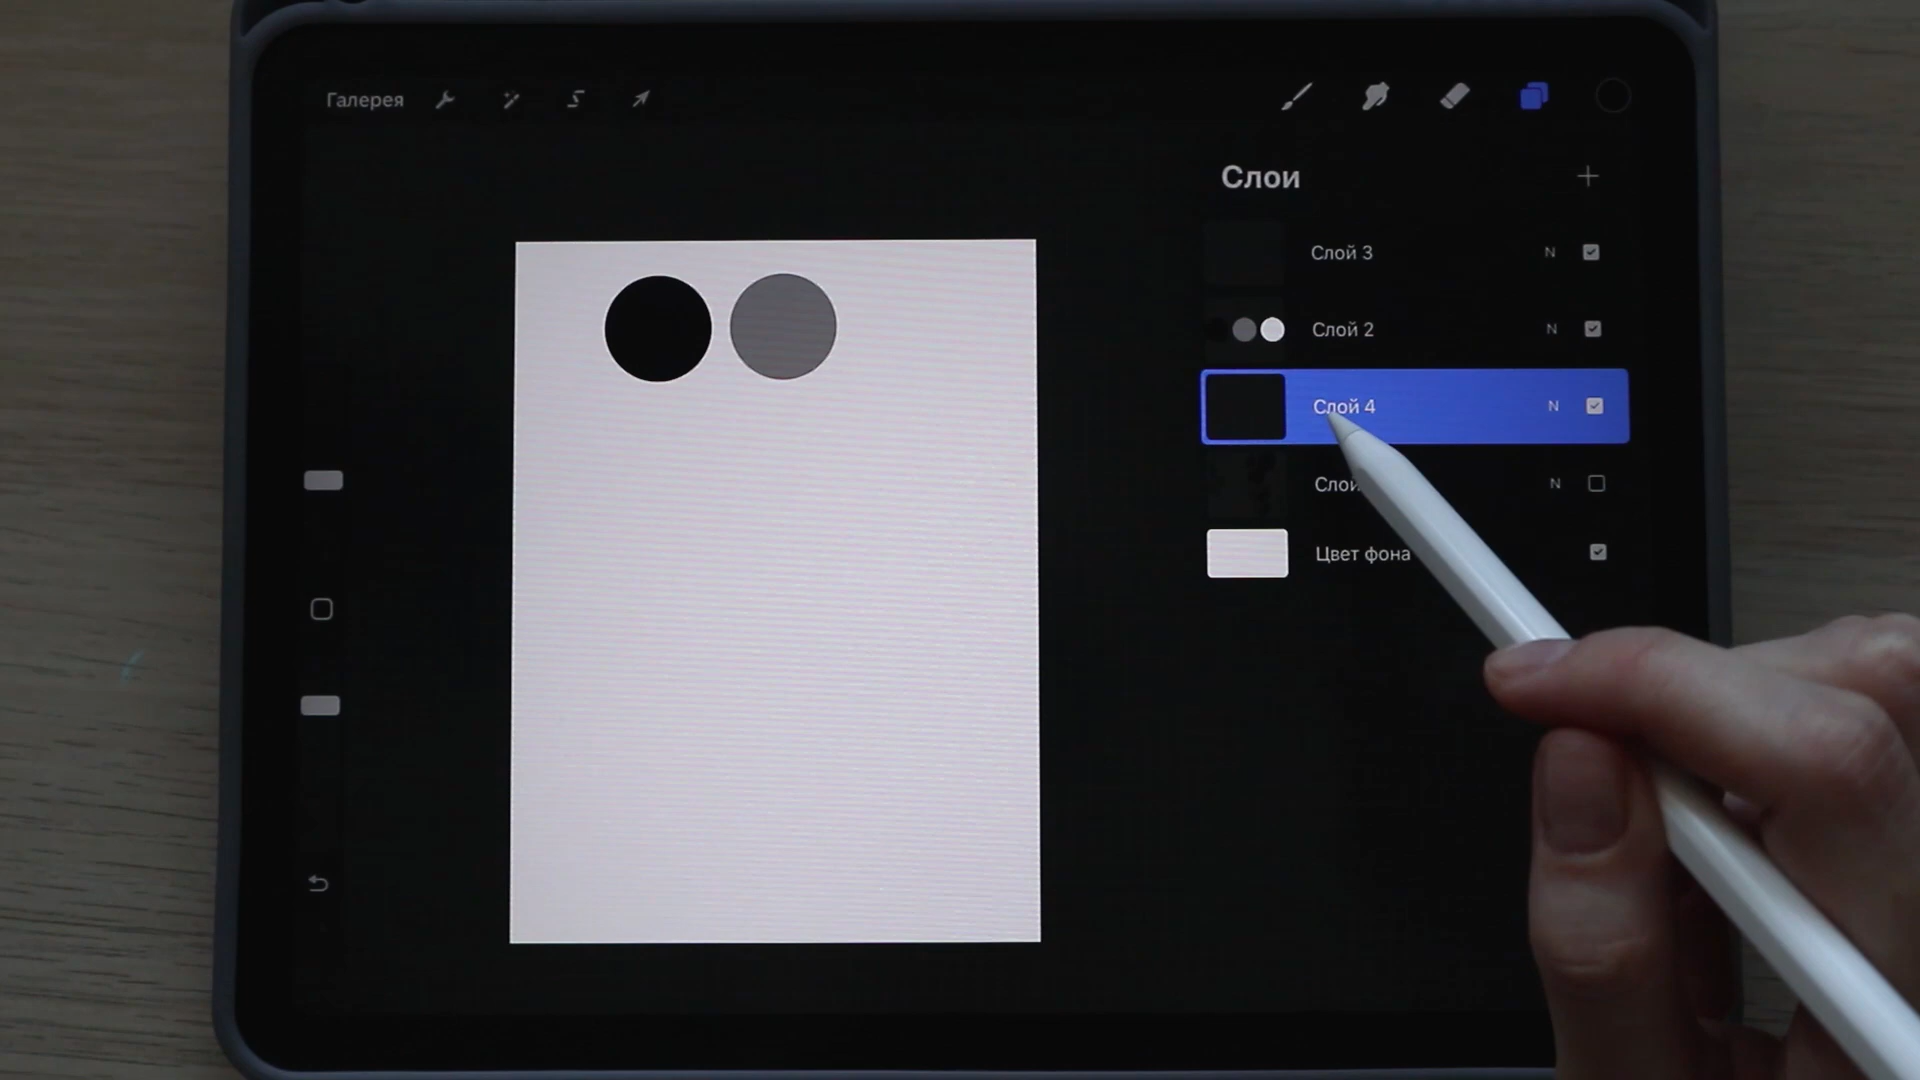 Галерея
Слои
Слой 3 N
Слой 2 N
Слой 4 N
N
Цвет фона